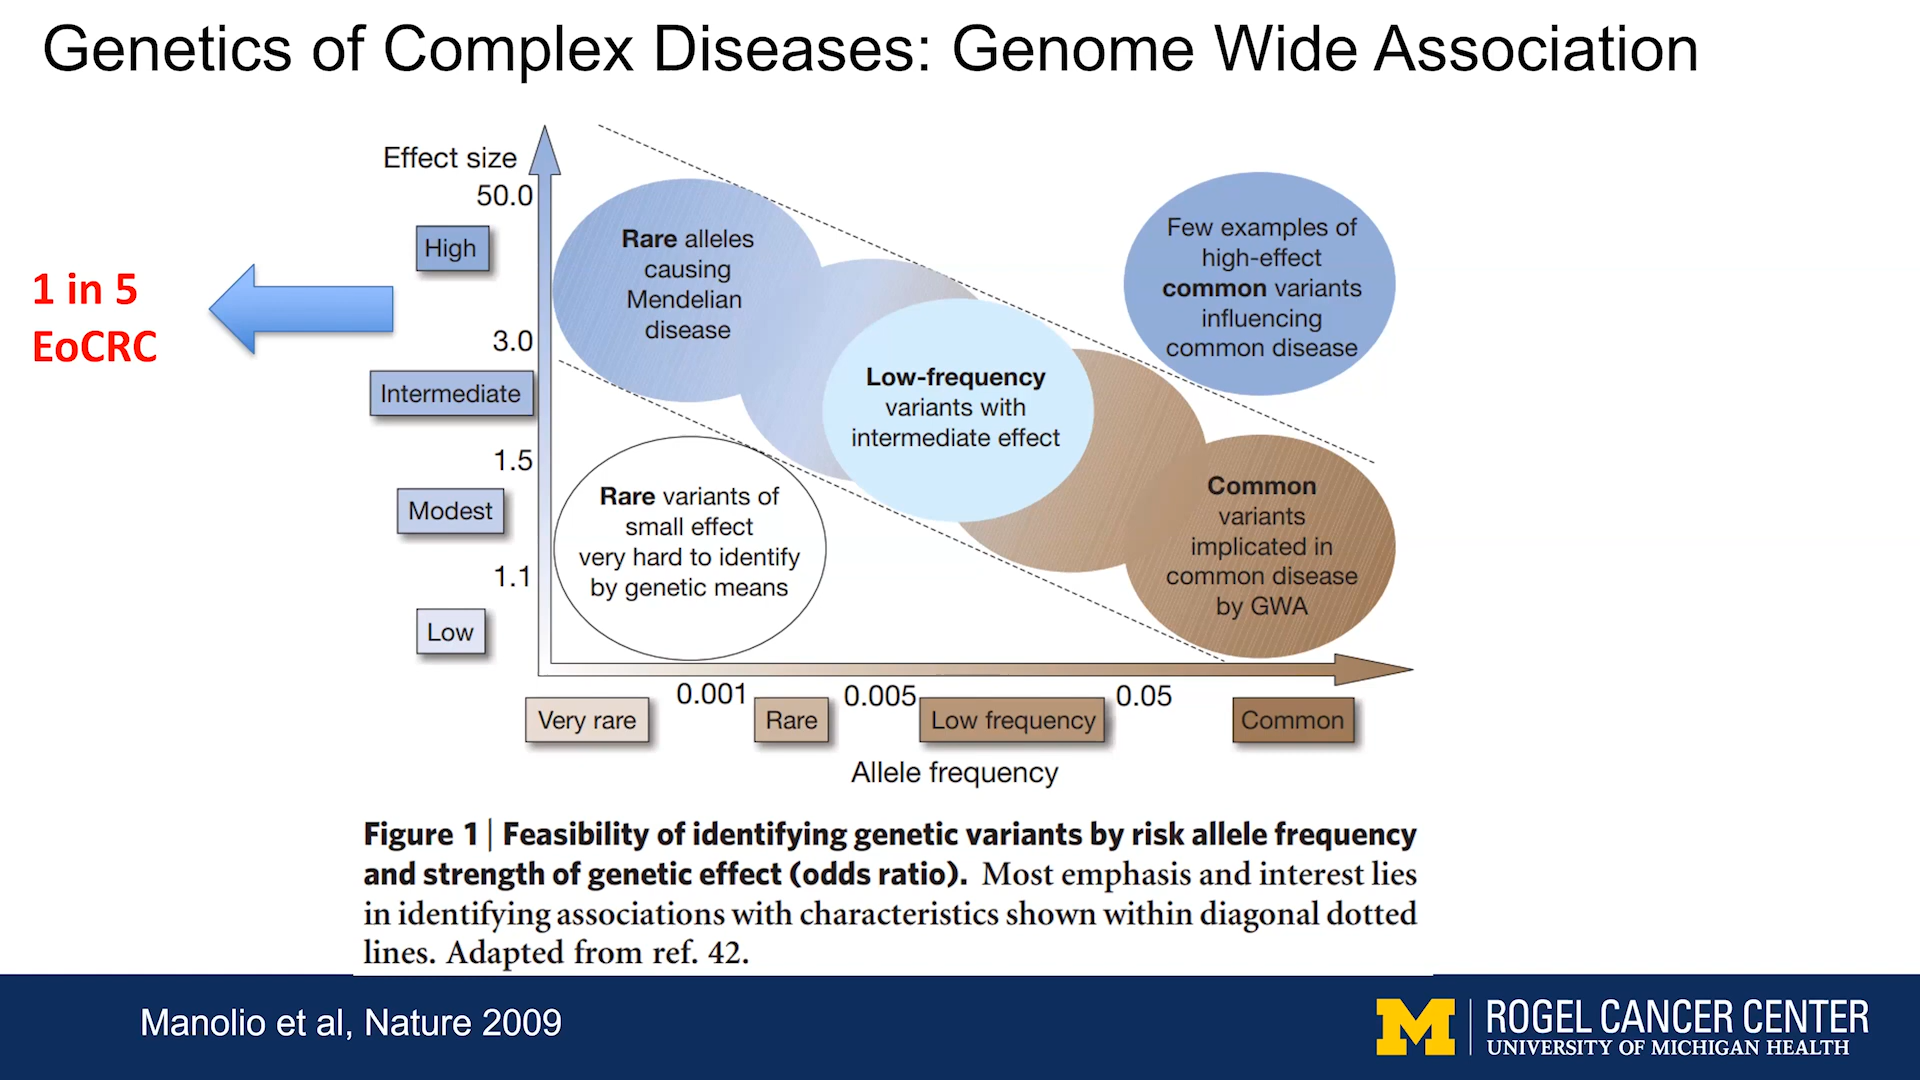 Genetics of Complex Diseases: Genome Wide Association
Effect size
50.0
High
3.0
Intermediate
1.5
Modest
1.1
Low
1 in 5
EoCRC
Rare alleles
causing
Mendelian
disease
Few examples of
high-effect
common variants
influencing
common disease
Low-frequency
variants with
intermediate effect
Rare variants of
small effect
very hard to identify
by genetic means
Common
variants
implicated in
common disease
by GWA
0.001
0.005
0.05
Very rare
Rare
Low frequency
Common
Allele frequency
Figure 1 | Feasibility of identifying genetic variants by risk allele frequency
and strength of genetic effect (odds ratio). Most emphasis and interest lies
in identifying associations with characteristics shown within diagonal dotted
lines. Adapted from ref. 42.
Manolio et al, Nature 2009
M
ROGEL CANCER CENTER
UNIVERSITY OF MICHIGAN HEALTH